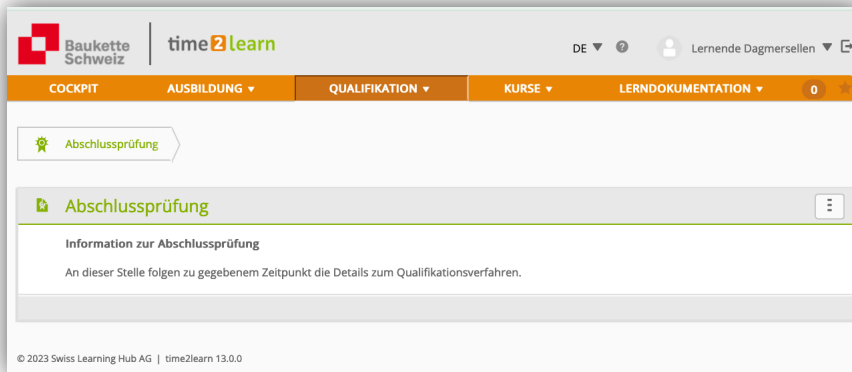 Baukette
Schweiz
time2learn
DE
Lernende Dagmersellen
COCKPIT
AUSBILDUNG
QUALIFIKATION
KURSE
LERNDOKUMENTATION
0
Abschlussprüfung
Abschlussprüfung
Information zur Abschlussprüfung
An dieser Stelle folgen zu gegebenem Zeitpunkt die Details zum Qualifikationsverfahren.
© 2023 Swiss Learning Hub AG | time2learn 13.0.0